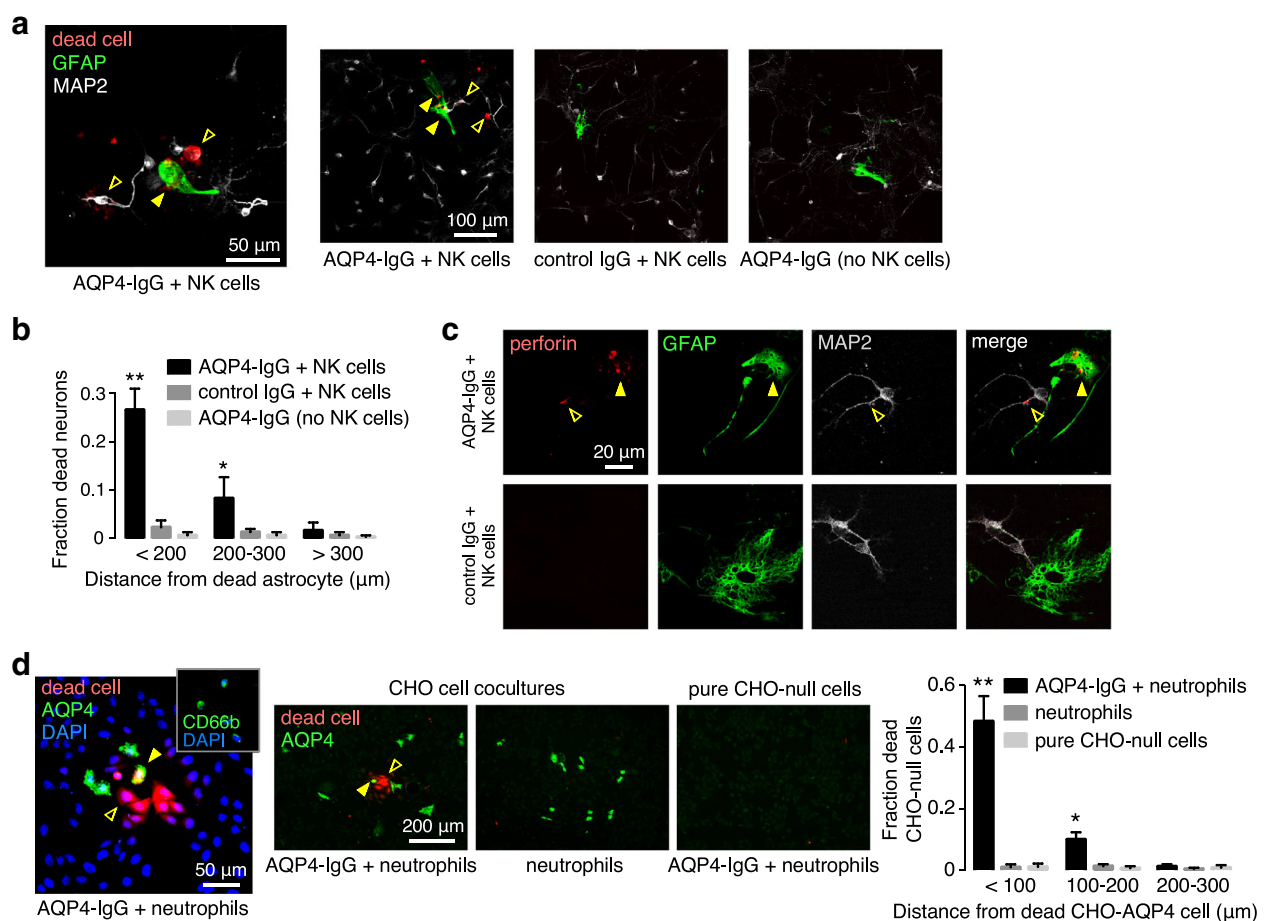 a
dead cell
GFAP
MAP2
50 µm
AQP4-IgG + NK cells
100 µm
AQP4-IgG + NK cells
control IgG + NK cells
AQP4-IgG (no NK cells)
b
AQP4-IgG + NK cells
control IgG + NK cells
AQP4-IgG (no NK cells)
Fraction dead neurons
0.3
0.2
0.1
0
**
*
< 200
200-300
> 300
Distance from dead astrocyte (µm)
c
perforin
GFAP
MAP2
merge
AQP4-IgG +
NK cells
20 µm
control IgG +
NK cells
d
dead cell
AQP4
DAPI
CD66b
DAPI
50 µm
AQP4-IgG + neutrophils
CHO cell cocultures
pure CHO-null cells
dead cell
AQP4
200 µm
AQP4-IgG + neutrophils
neutrophils
AQP4-IgG + neutrophils
Fraction dead
CHO-null cells
0.6
0.4
0.2
0
**
*
AQP4-IgG + neutrophils
neutrophils
pure CHO-null cells
< 100
100-200
200-300
Distance from dead CHO-AQP4 cell (µm)